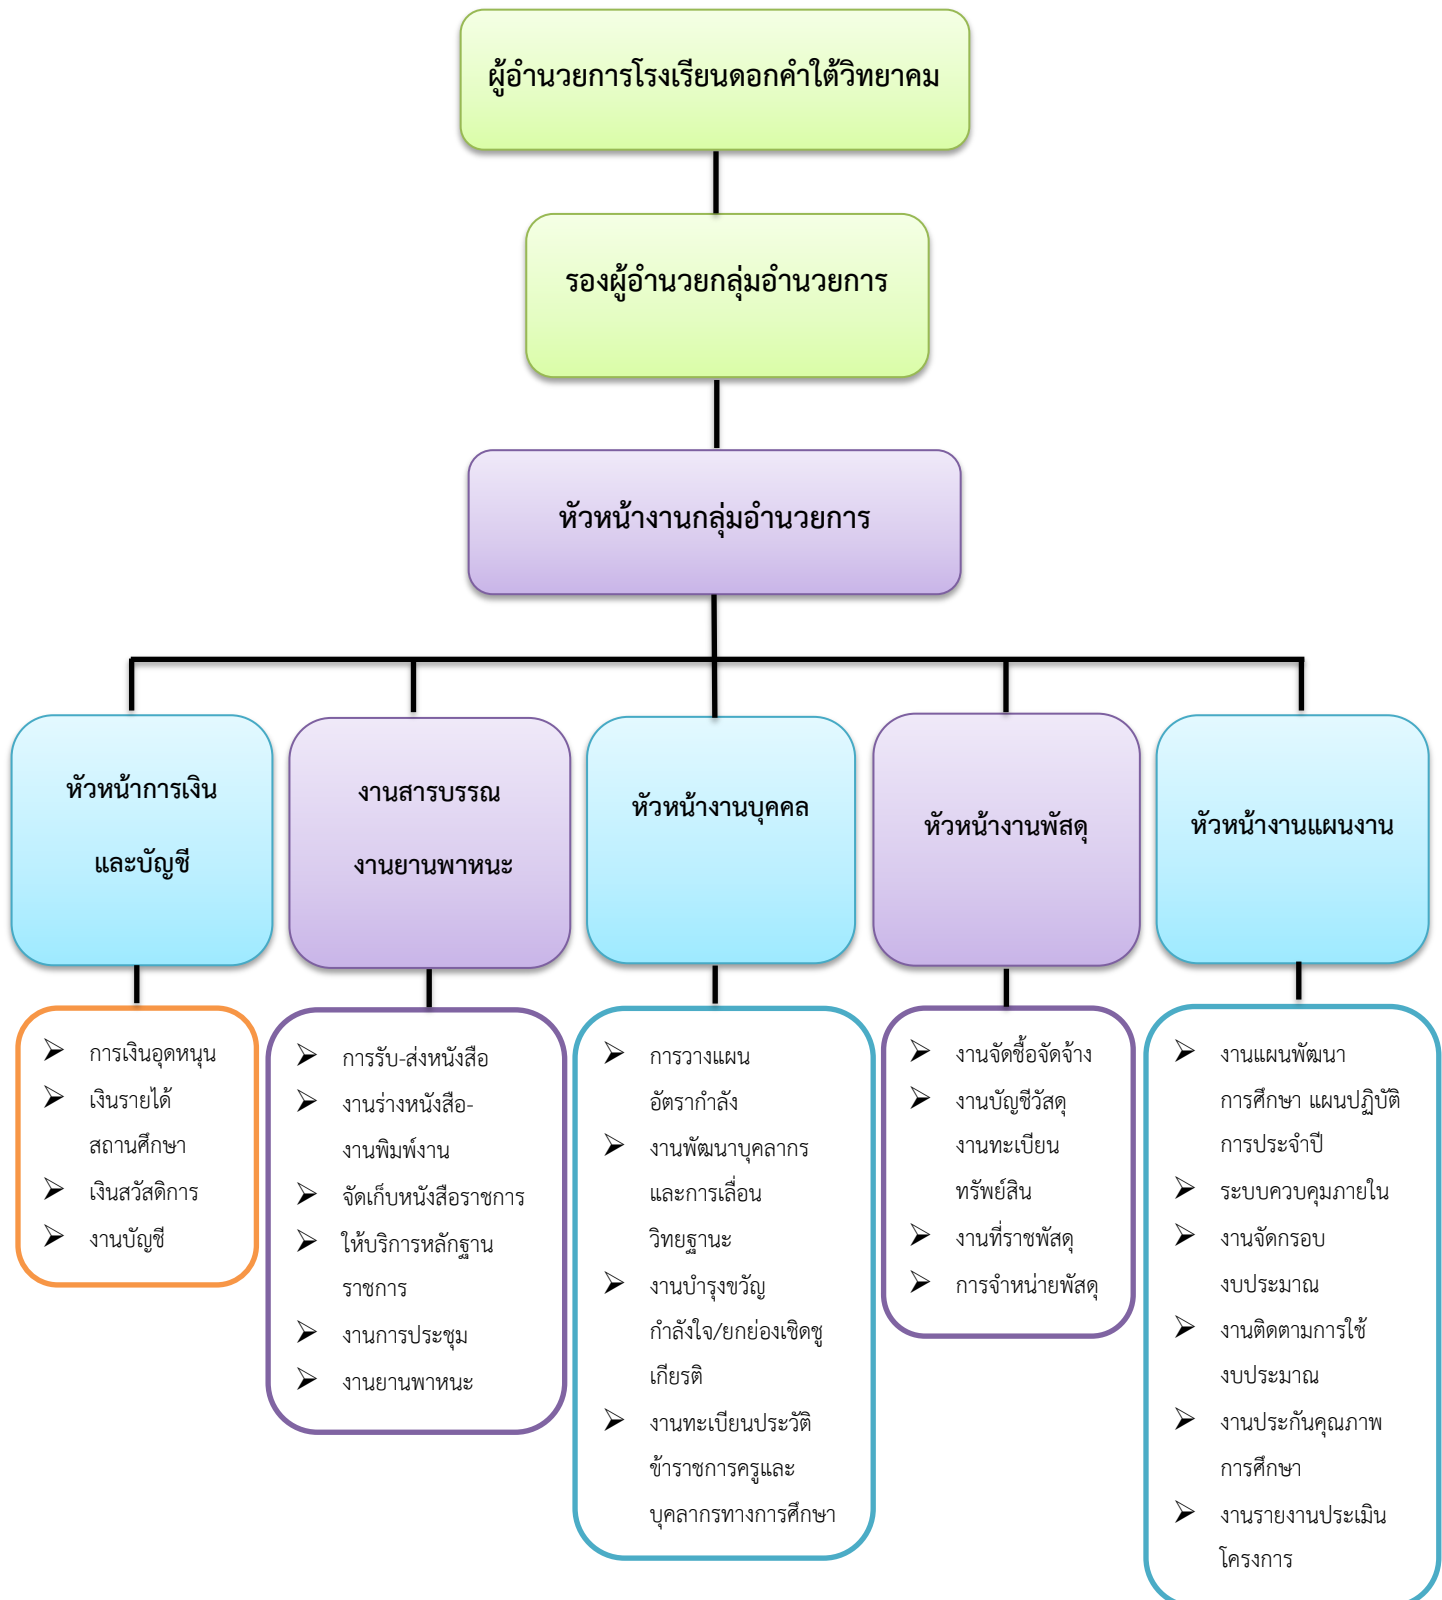 ผู้อำนวยการโรงเรียนดอกคำใต้วิทยาคม
รองผู้อำนวยกลุ่มอำนวยการ
หัวหน้างานกลุ่มอำนวยการ
หัวหน้าการเงิน
และบัญชี
งานสารบรรณ
งานยานพาหนะ
หัวหน้างานบุคคล
หัวหน้างานพัสดุ
หัวหน้างานแผนงาน
➢ การเงินอุดหนุน
➢ เงินรายได้
สถานศึกษา
➢ เงินสวัสดิการ
➢ งานบัญชี
➢ การรับ-ส่งหนังสือ
➢ งานร่างหนังสือ-
งานพิมพ์งาน
➢ จัดเก็บหนังสือราชการ
➢ ให้บริการหลักฐาน
ราชการ
➢ งานการประชุม
➢ งานยานพาหนะ
➢ การวางแผน
อัตรากำลัง
➢ งานพัฒนาบุคลากร
และการเลื่อน
วิทยฐานะ
➢ งานบำรุงขวัญ
กำลังใจ/ยกย่องเชิดชู
เกียรติ
➢ งานทะเบียนประวัติ
ข้าราชการครูและ
บุคลากรทางการศึกษา
➢ งานจัดชื้อจัดจ้าง
➢ งานบัญชีวัสดุ
งานทะเบียน
ทรัพย์สิน
➢ งานที่ราชพัสดุ
➢ การจำหน่ายพัสดุ
➢ งานแผนพัฒนา
การศึกษา แผนปฏิบัติ
การประจำปี
➢ ระบบควบคุมภายใน
➢ งานจัดกรอบ
งบประมาณ
➢ งานติดตามการใช้
งบประมาณ
➢ งานประกันคุณภาพ
การศึกษา
➢ งานรายงานประเมิน
โครงการ